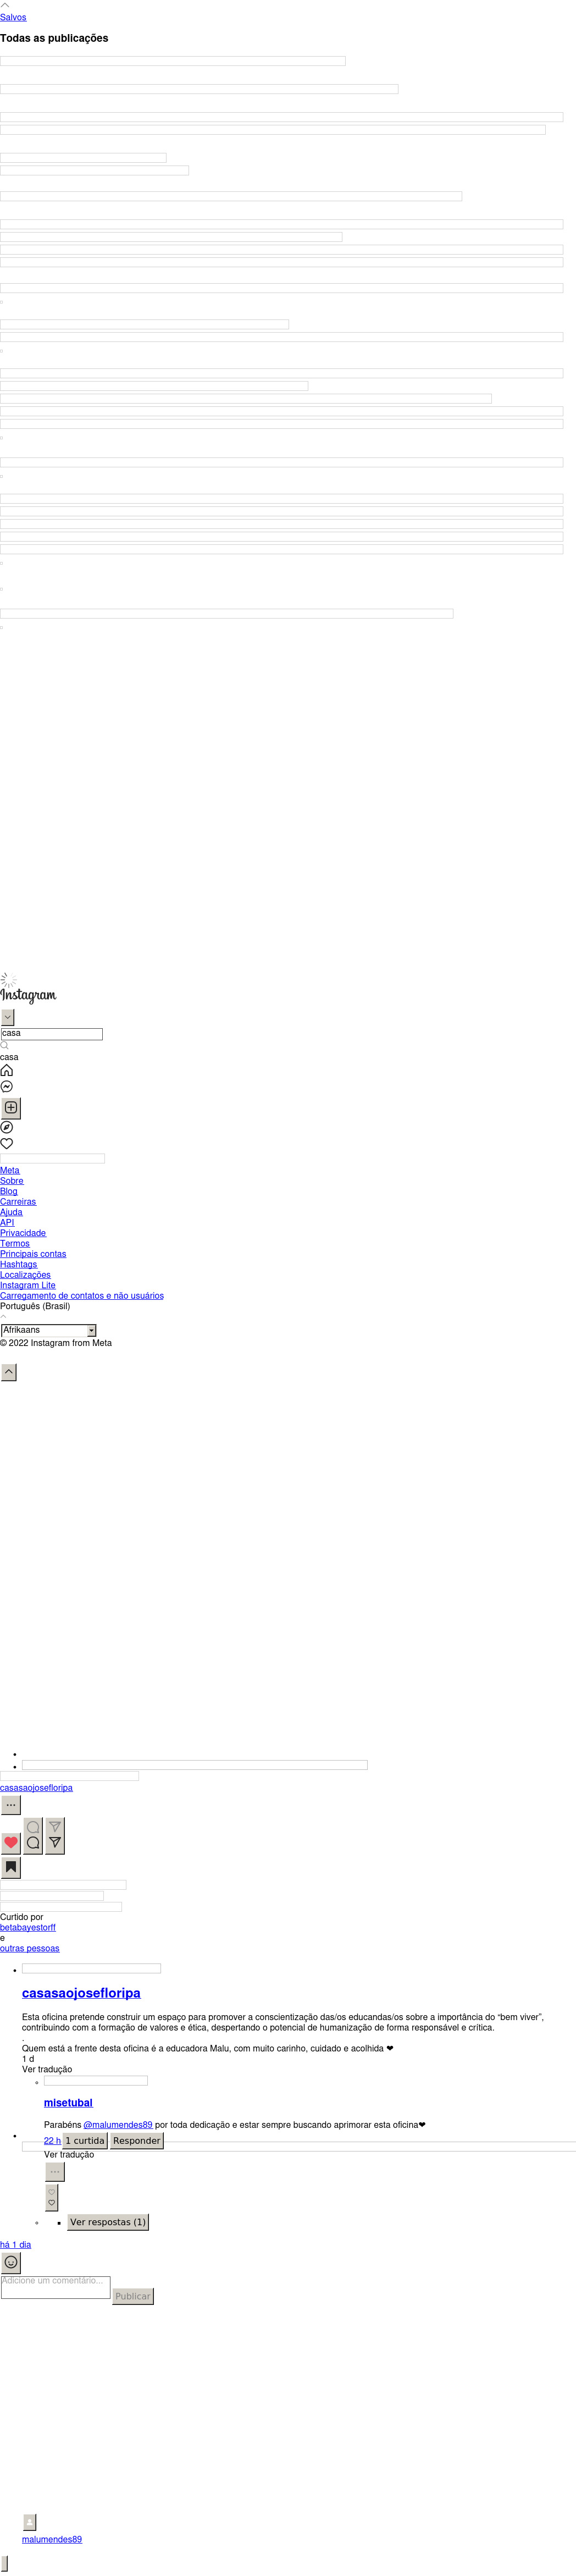 Salvos
Todas as publicações
Instagram
casa
casa
Meta
Sobre
Blog
Carreiras
Ajuda
API
Privacidade
Termos
Principais contas
Hashtags
Localizações
Instagram Lite
Carregamento de contatos e não usuários
Português (Brasil)
Afrikaans
© 2022 Instagram from Meta
casasaojosefloripa
Curtido por
betabayestorff
e
outras pessoas
casasaojosefloripa
Esta oficina pretende construir um espaço para promover a conscientização das/os educandas/os sobre a importância do “bem viver”,
contribuindo com a formação de valores e ética, despertando o potencial de humanização de forma responsável e crítica.
.
Quem está a frente desta oficina é a educadora Malu, com muito carinho, cuidado e acolhida ❤
1 d
Ver tradução
misetubal
Parabéns @malumendes89 por toda dedicação e estar sempre buscando aprimorar esta oficina❤
22 h 1 curtida Responder
Ver tradução
Ver respostas (1)
há 1 dia
Adicione um comentário...
Publicar
malumendes89